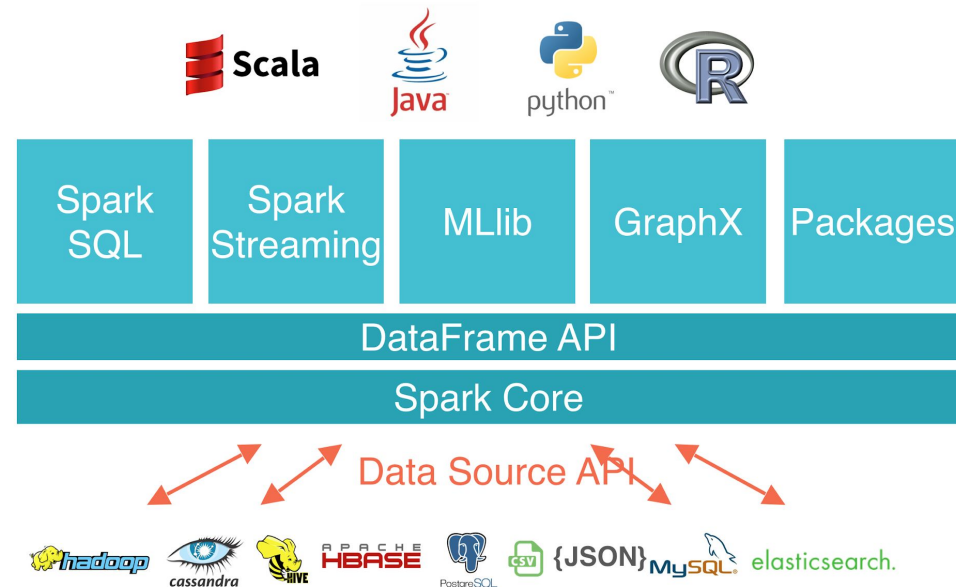 Scala
Java
python™
R
Spark
SQL
Spark
Streaming
MLlib
GraphX
Packages
DataFrame API
Spark Core
Data Source API
hadoop
cassandra
HIVE
APACHE
HBASE
PostgreSQL
CSV
{JSON}
MySQL®
elasticsearch.